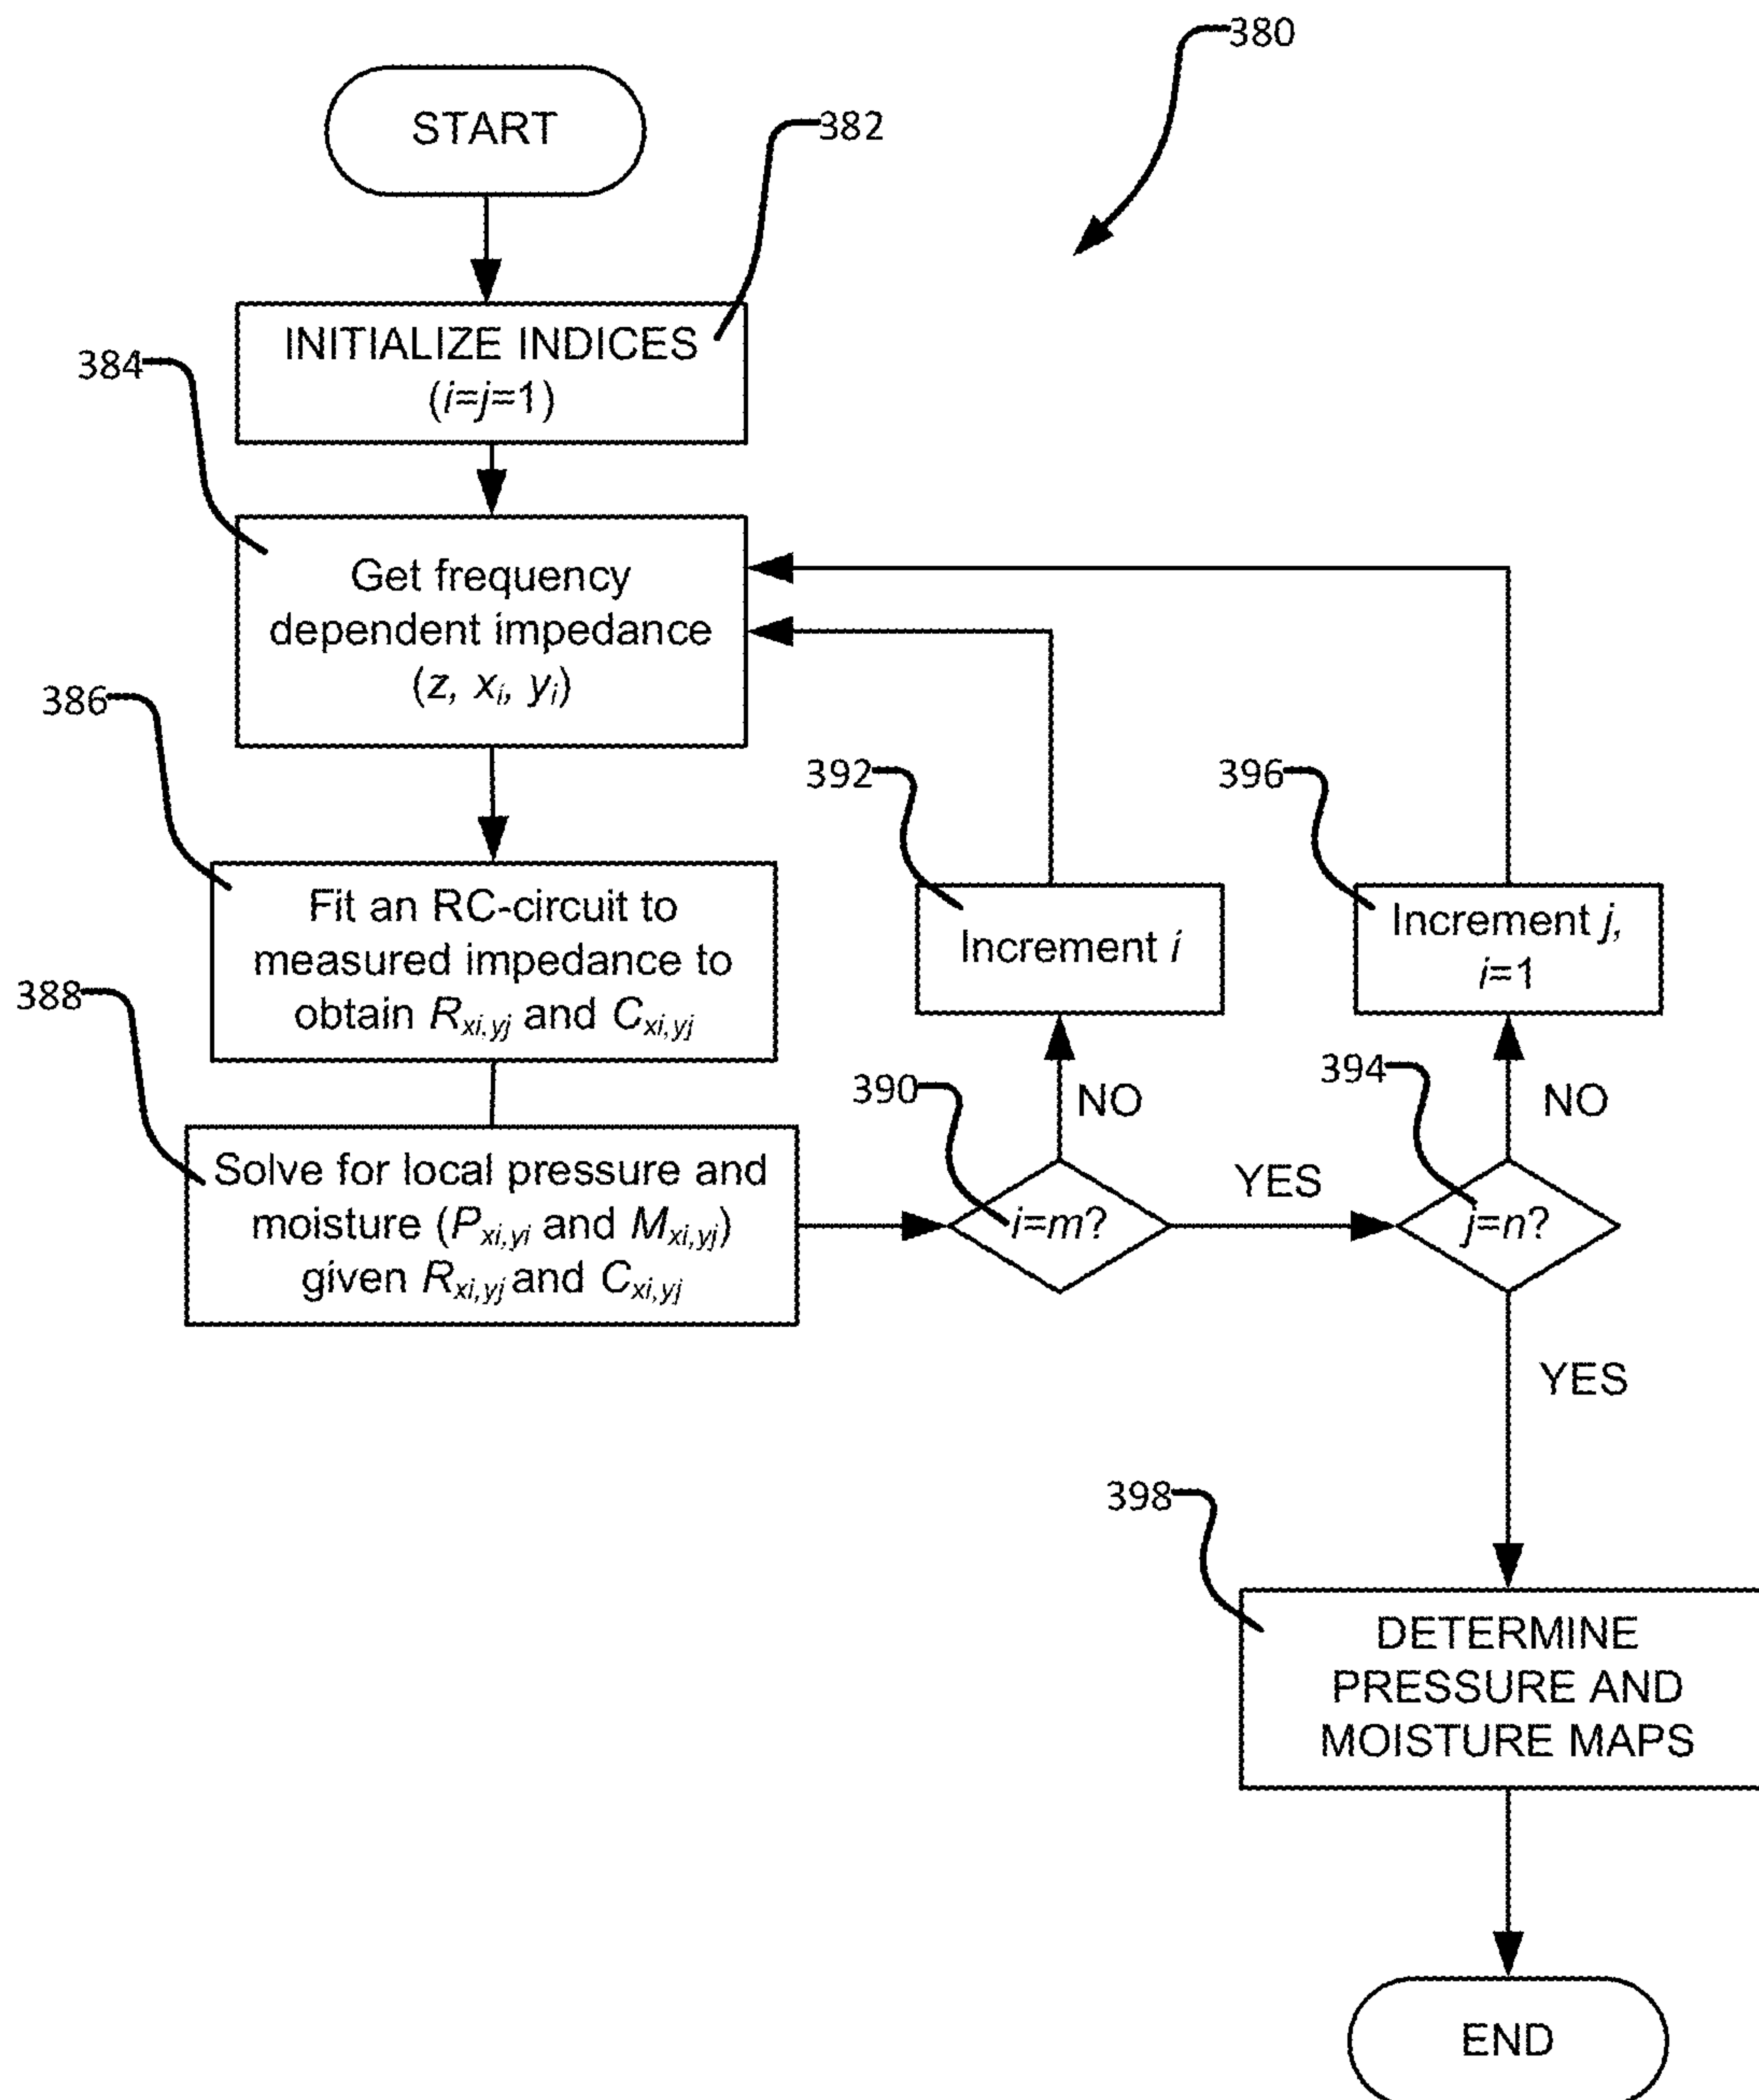 380
START
382
INITIALIZE INDICES
(i=j=1)
384
Get frequency
dependent impedance
(z, xi, yi)
386
Fit an RC-circuit to
measured impedance to
obtain Rxi,yj and Cxi,yj
388
Solve for local pressure and
moisture (Pxi,yi and Mxi,yj)
given Rxi,yj and Cxi,yj
392
Increment i
396
Increment j,
i=1
390
NO
i=m?
YES
394
NO
j=n?
YES
398
DETERMINE
PRESSURE AND
MOISTURE MAPS
END